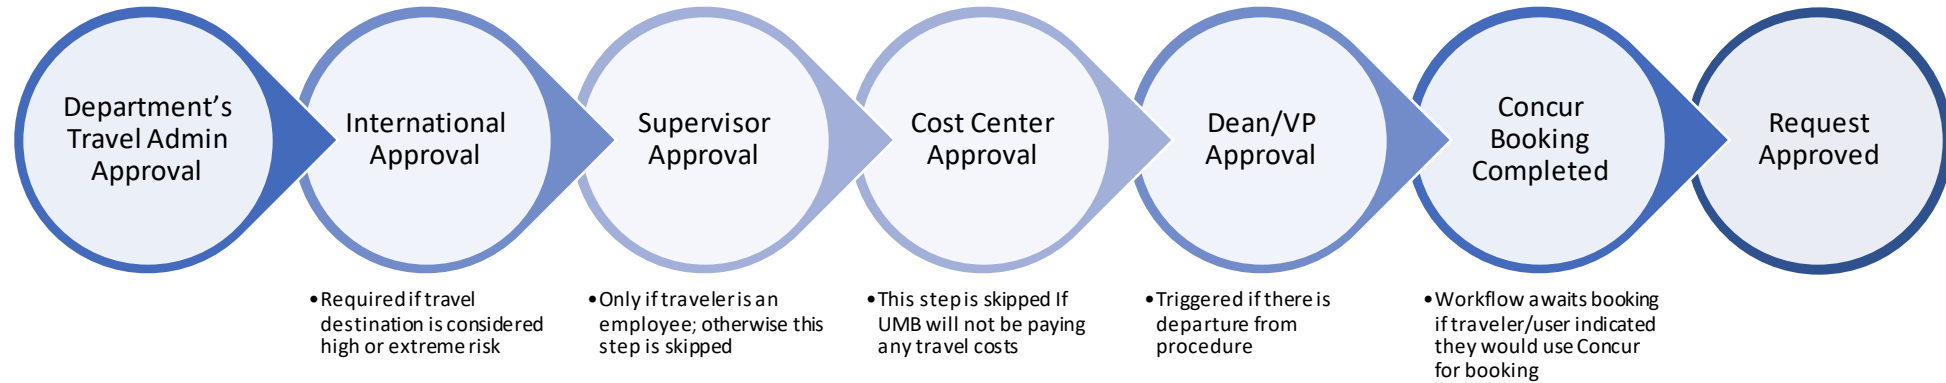 Department's
Travel Admin
Approval
International
Approval
Supervisor
Approval
Cost Center
Approval
Dean/VP
Approval
Concur
Booking
Completed
Request
Approved
•Required if travel
destination is considered
high or extreme risk
•Only if traveler is an
employee; otherwise this
step is skipped
•This step is skipped If
UMB will not be paying
any travel costs
•Triggered if there is
departure from
procedure
•Workflow awaits booking
if traveler/user indicated
they would use Concur
for booking